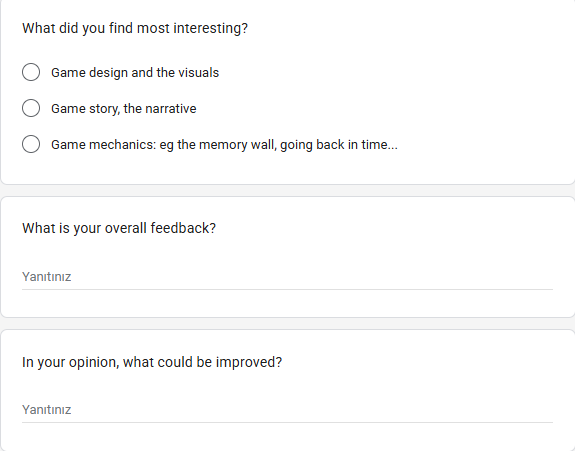 What did you find most interesting?
Game design and the visuals
Game story, the narrative
Game mechanics: eg the memory wall, going back in time...
What is your overall feedback?
Yanıtınız
In your opinion, what could be improved?
Yanıtınız